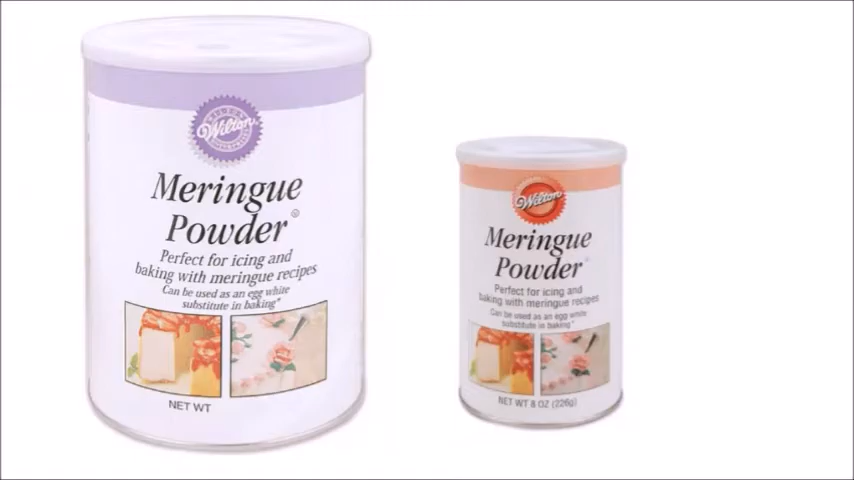 Wilton
Meringue
Powder®
Perfect for icing and
baking with meringue recipes
Can be used as an egg white
substitute in baking*
NET WT
Wilton
Meringue
Powder
Perfect for icing and
baking with meringue recipes
Can be used as an egg white
substitute in baking*
NET WT 8 OZ (226g)